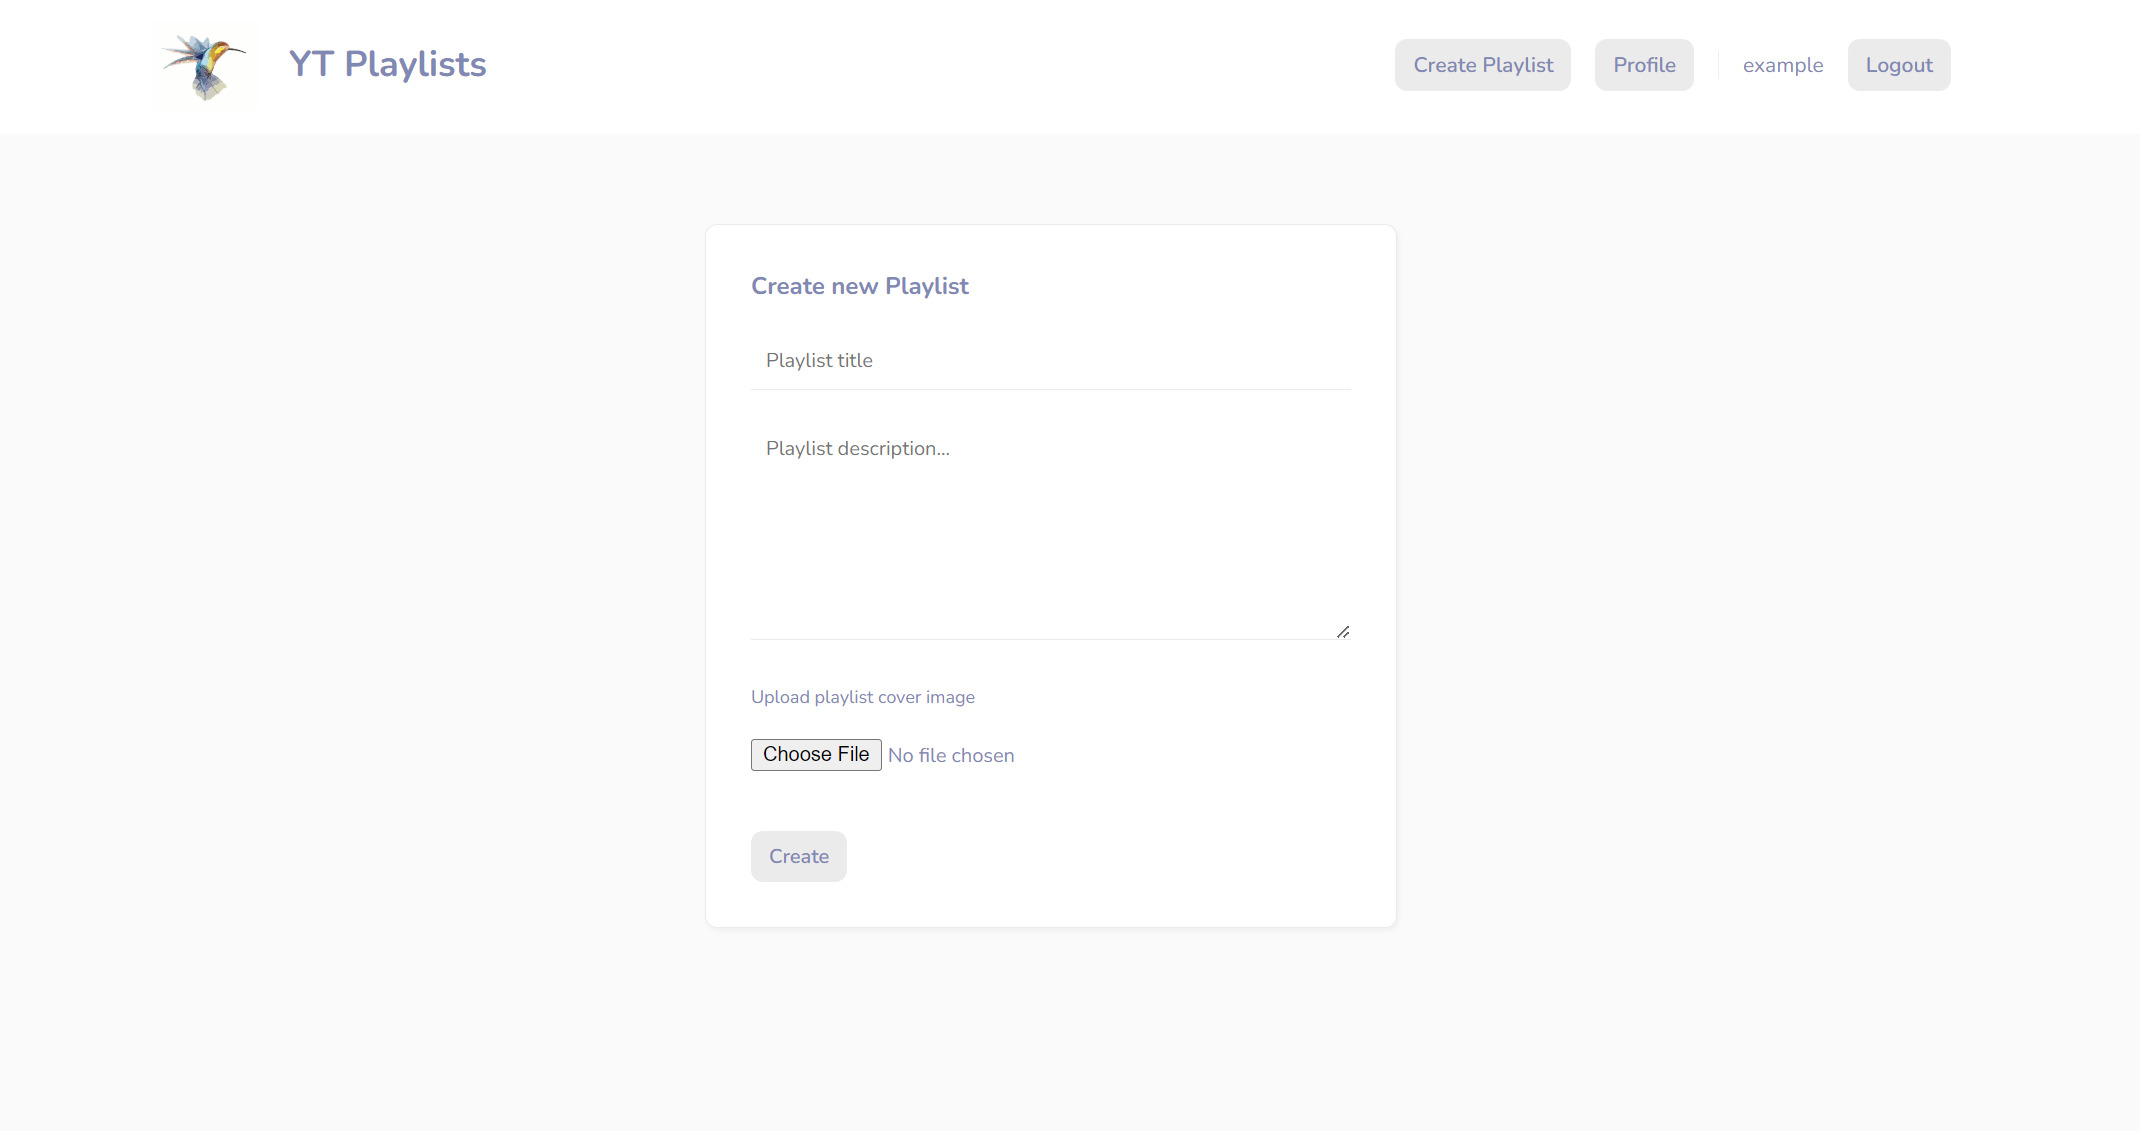 YT Playlists
Create Playlist
Profile
example
Logout
Create new Playlist
Playlist title
Playlist description...
Upload playlist cover image
Choose File No file chosen
Create